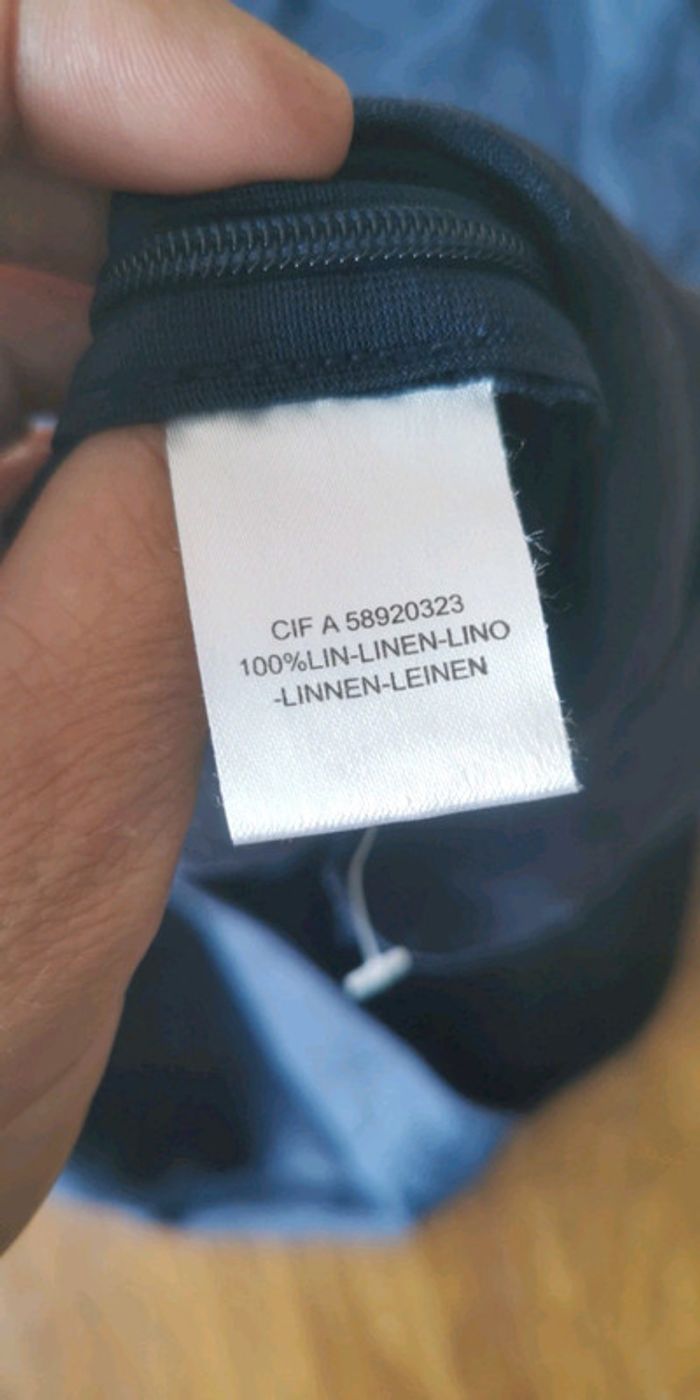 CIF A 58920323
100%LIN-LINEN-LINO
-LINNEN-LEINEN